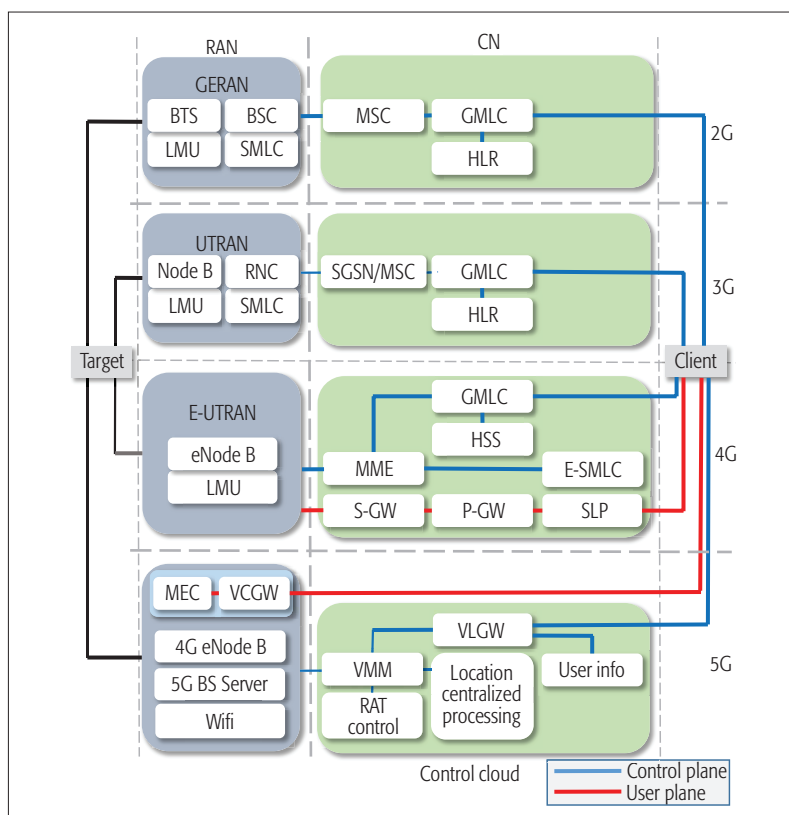 RAN
CN
GERAN
BTS
BSC
LMU
SMLC
MSC
GMLC
HLR
2G
UTRAN
Node B
RNC
LMU
SMLC
SGSN/MSC
GMLC
HLR
3G
Target
Client
E-UTRAN
eNode B
LMU
GMLC
HSS
MME
E-SMLC
S-GW
P-GW
SLP
4G
MEC
VCGW
4G eNode B
5G BS Server
Wifi
VLGW
VMM
Location
centralized
processing
User info
RAT
control
5G
Control cloud
Control plane
User plane